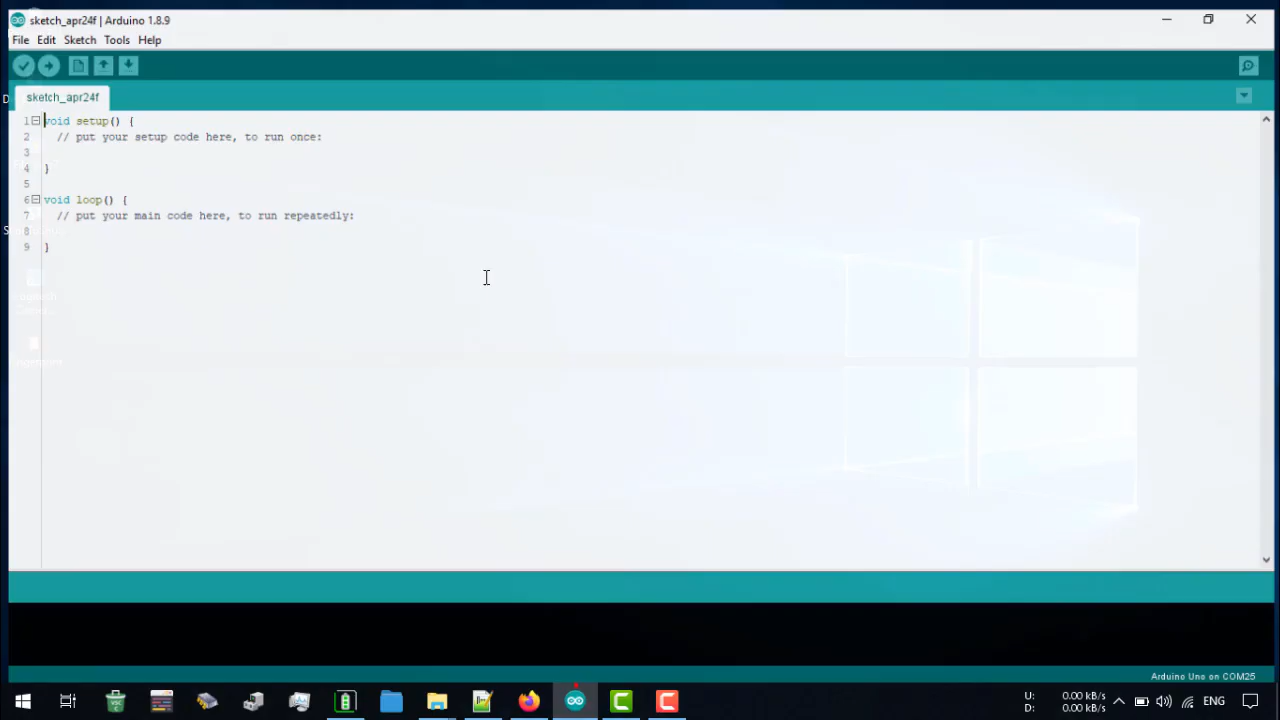 sketch_apr24f | Arduino 1.8.9
File Edit Sketch Tools Help
sketch_apr24f
1 void setup() {
2 // put your setup code here, to run once:
3
4 }
5
6 void loop() {
7 // put your main code here, to run repeatedly:
8
9 }
Arduino Uno on COM25
U: 0.00 kB/s
D: 0.00 kB/s
ENG